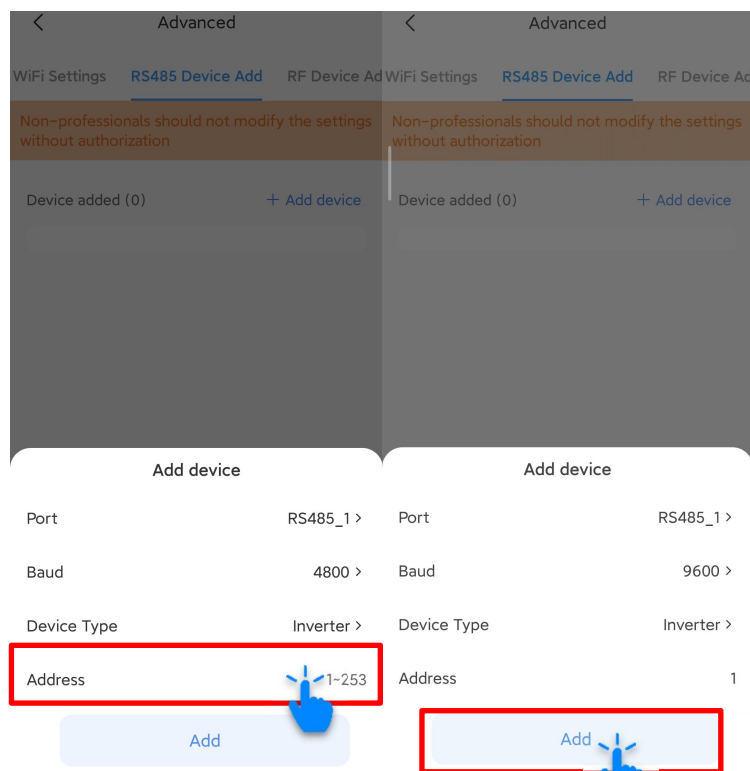 Advanced
WiFi Settings RS485 Device Add RF Device Ad
Non-professionals should not modify the settings
without authorization
Device added (0) + Add device
Add device
Port RS485_1 >
Baud 4800 >
Device Type Inverter >
Address 1~253
Add
Advanced
WiFi Settings RS485 Device Add RF Device Ad
Non-professionals should not modify the settings
without authorization
Device added (0) + Add device
Add device
Port RS485_1 >
Baud 9600 >
Device Type Inverter >
Address 1
Add